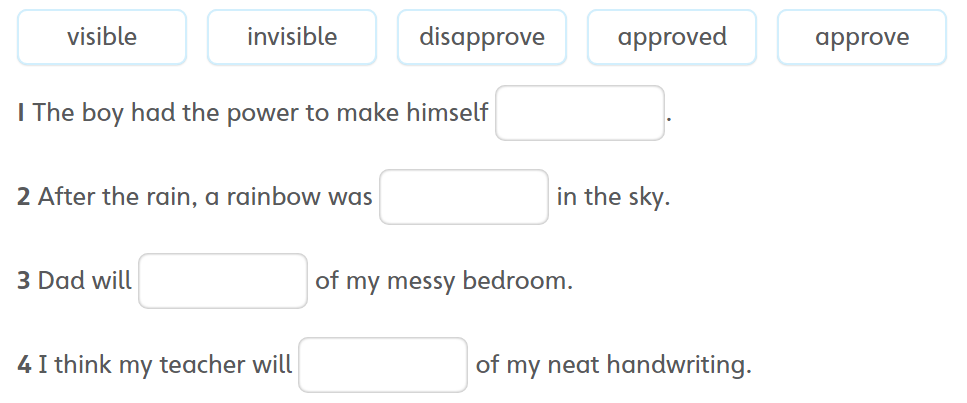 visible invisible disapprove approved approve
1 The boy had the power to make himself .
2 After the rain, a rainbow was in the sky.
3 Dad will of my messy bedroom.
4 I think my teacher will of my neat handwriting.